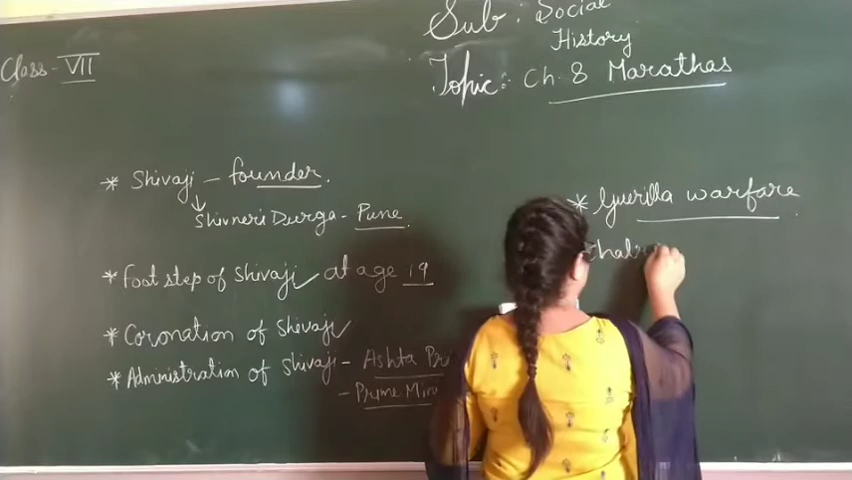 Sub : Social
History
Class - VII
Topic : Ch. 8 Marathas
* Shivaji - founder.
Shivneri Durga - Pune.
* Foot step of Shivaji ✓ at age 19
* Coronation of Shivaji ✓
* Administration of Shivaji - Ashta
- Prime
* Guerilla warfare